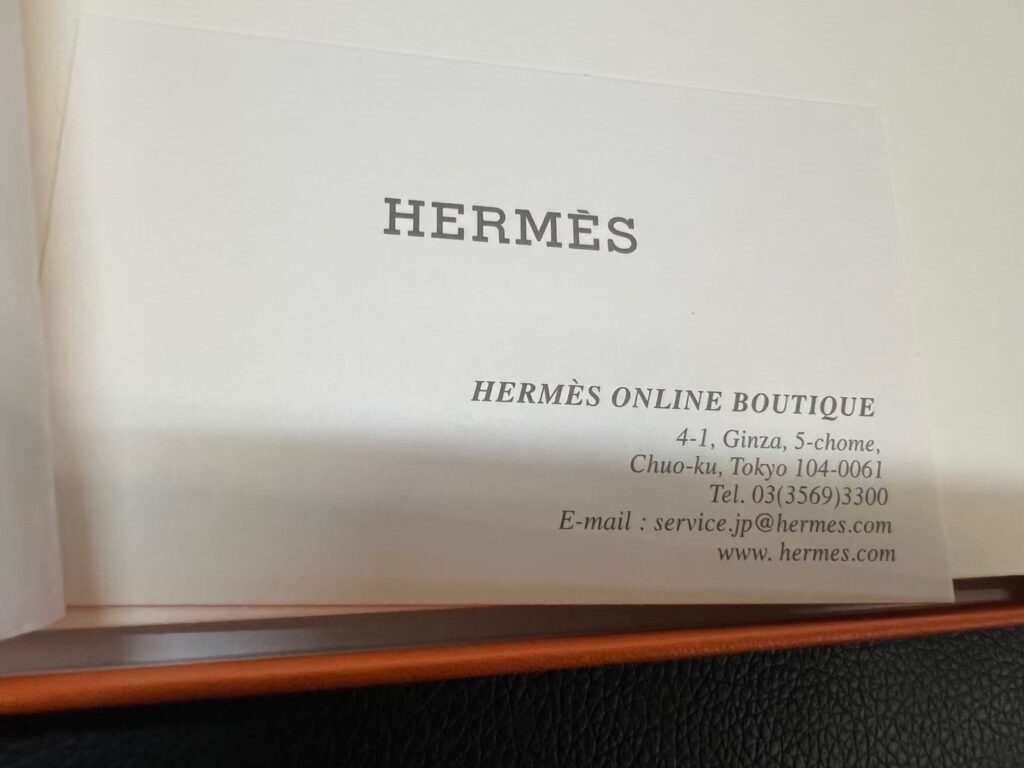 HERMÈS
HERMÈS ONLINE BOUTIQUE
4-1, Ginza, 5-chome,
Chuo-ku, Tokyo 104-0061
Tel. 03(3569)3300
E-mail : service.jp@hermes.com
www. hermes.com